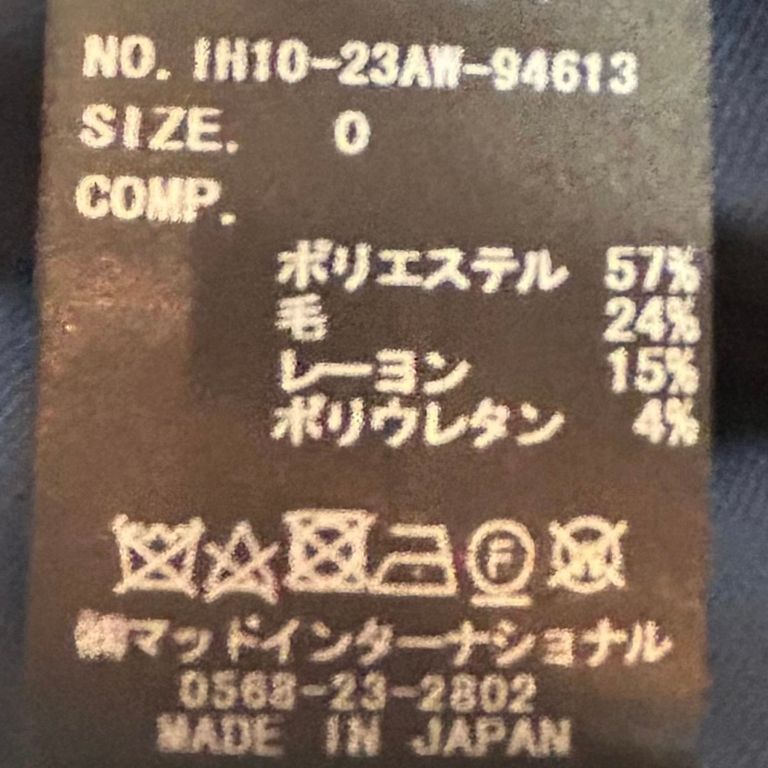 NO. IH10-23AW-94613
SIZE. 0
COMP.
ポリエステル 57%
毛 24%
レーヨン 15%
ポリウレタン 4%
F W
㈱マッドインターナショナル
0568-23-2802
MADE IN JAPAN